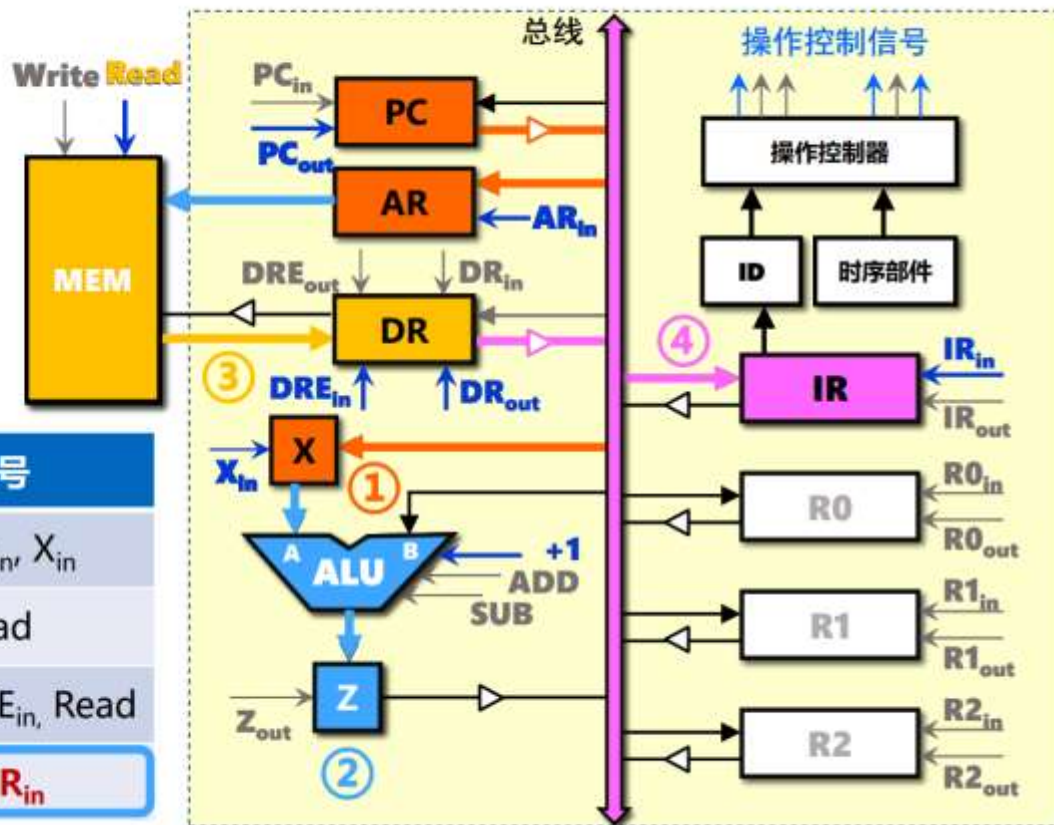 总线
操作控制信号
Write Read
PCin
PC
PCout
操作控制器
AR
ARin
MEM
DREout
DRin
ID
时序部件
DR
③
DREin
DRout
④
IR
IRin
IRout
X
Xin
①
号
n, Xin
ad
Ein, Read
Rin
A
B
ALU
+1
ADD
SUB
Z
Zout
②
R0
R0in
R0out
R1
R1in
R1out
R2
R2in
R2out